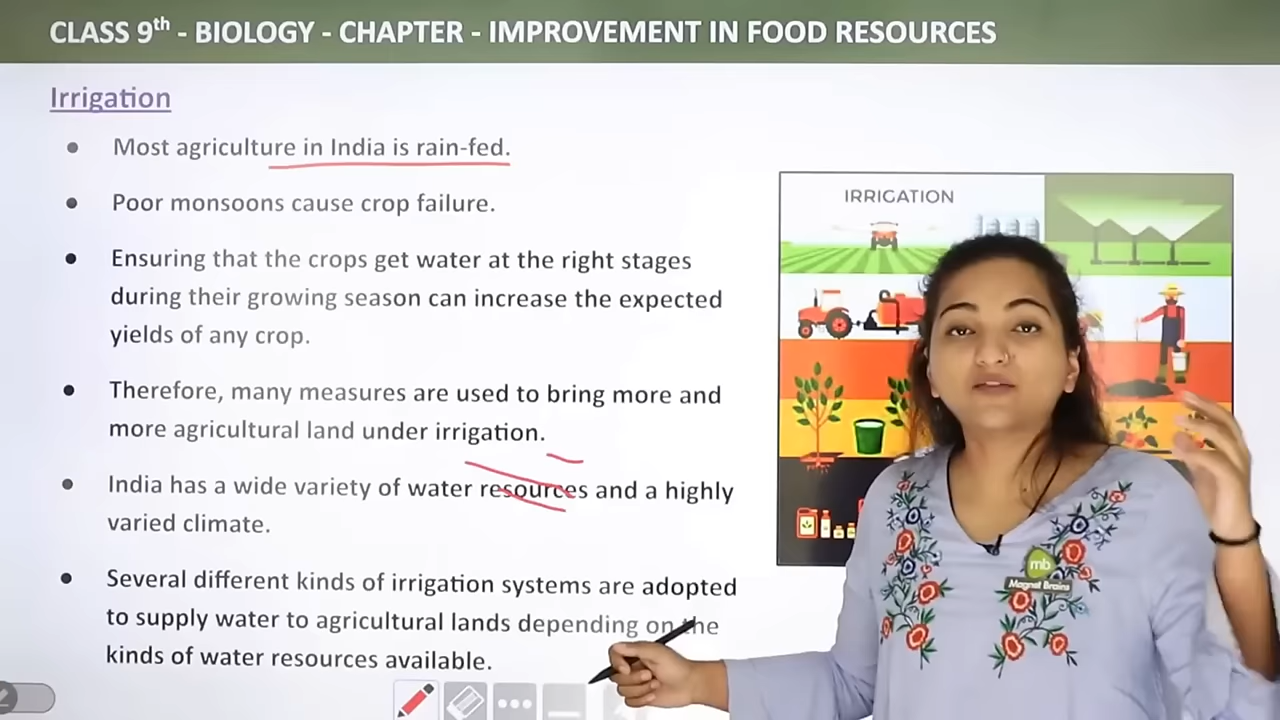 CLASS 9th - BIOLOGY - CHAPTER - IMPROVEMENT IN FOOD RESOURCES
Irrigation
• Most agriculture in India is rain-fed.
• Poor monsoons cause crop failure.
• Ensuring that the crops get water at the right stages
during their growing season can increase the expected
yields of any crop.
• Therefore, many measures are used to bring more and
more agricultural land under irrigation.
• India has a wide variety of water resources and a highly
varied climate.
• Several different kinds of irrigation systems are adopted
to supply water to agricultural lands depending on the
kinds of water resources available.
IRRIGATION
mb
Magnet Brains